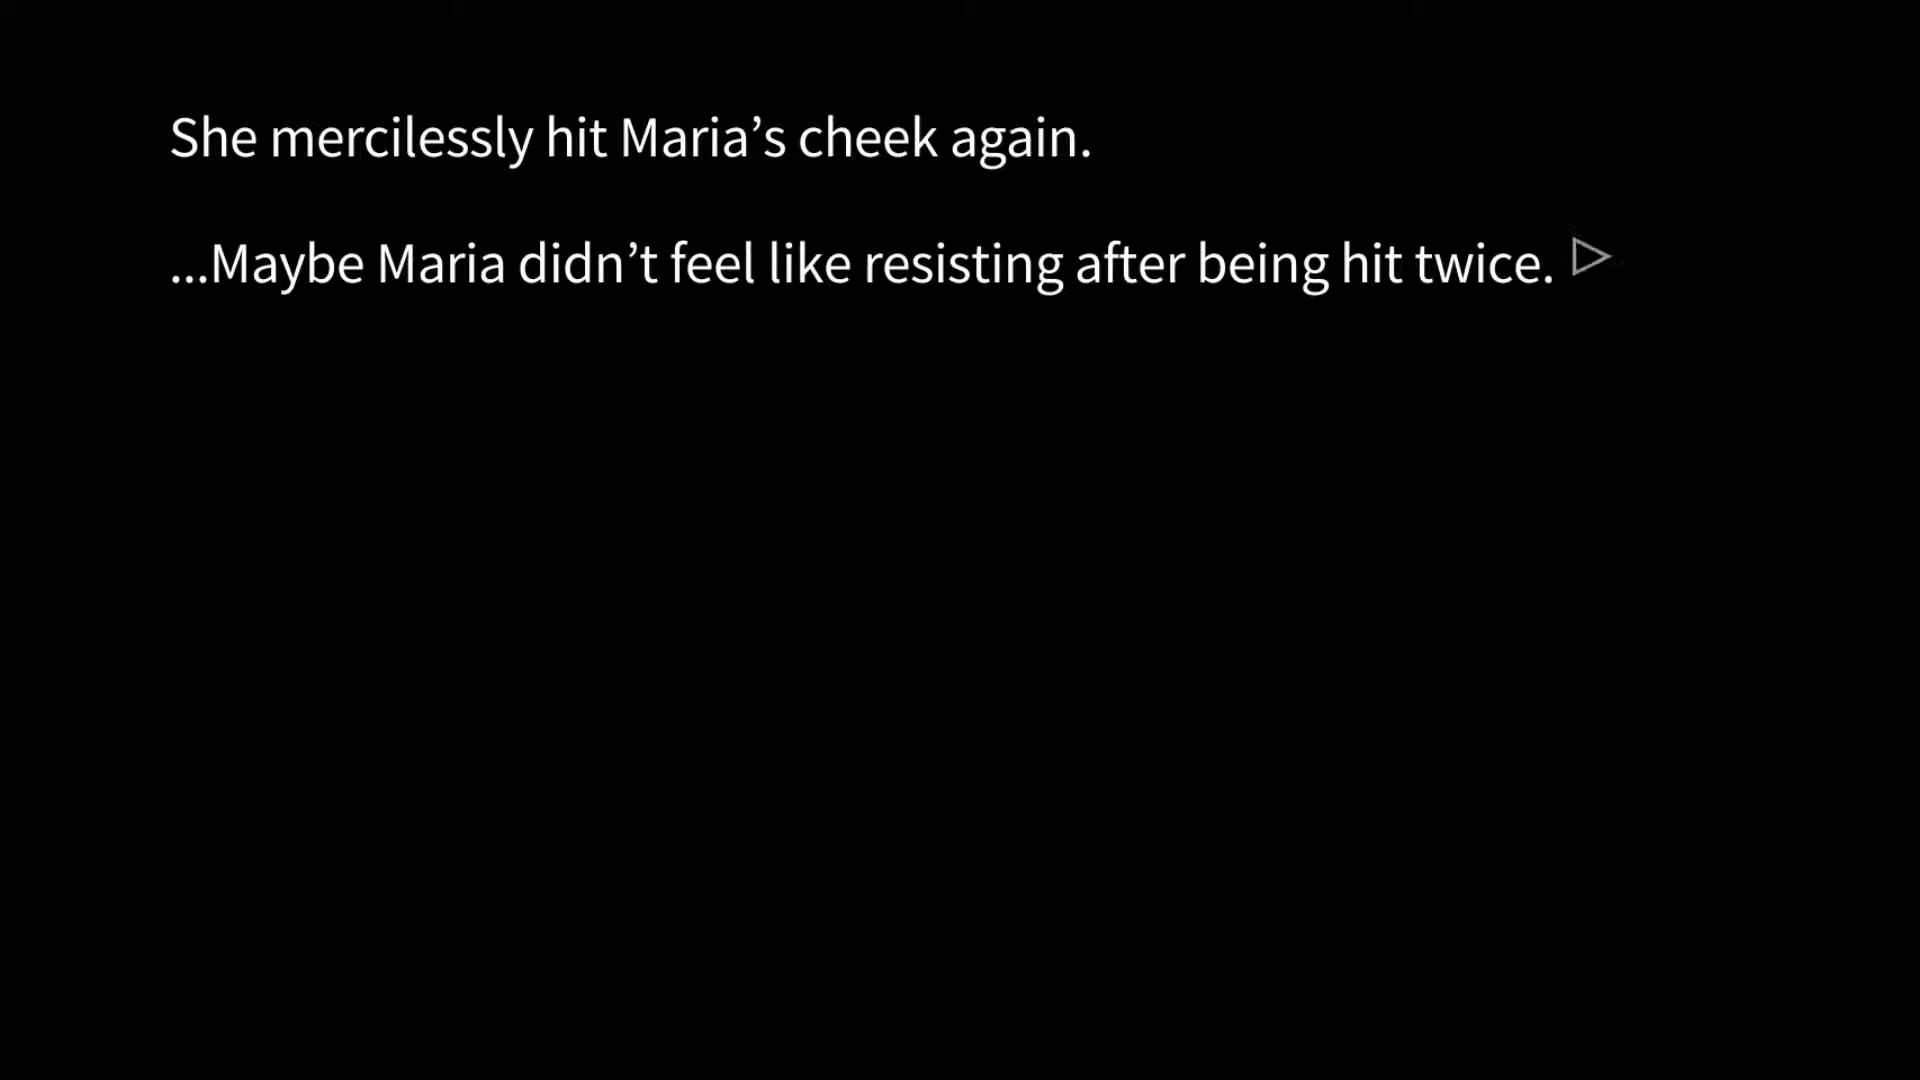 She mercilessly hit Maria’s cheek again.
...Maybe Maria didn’t feel like resisting after being hit twice.